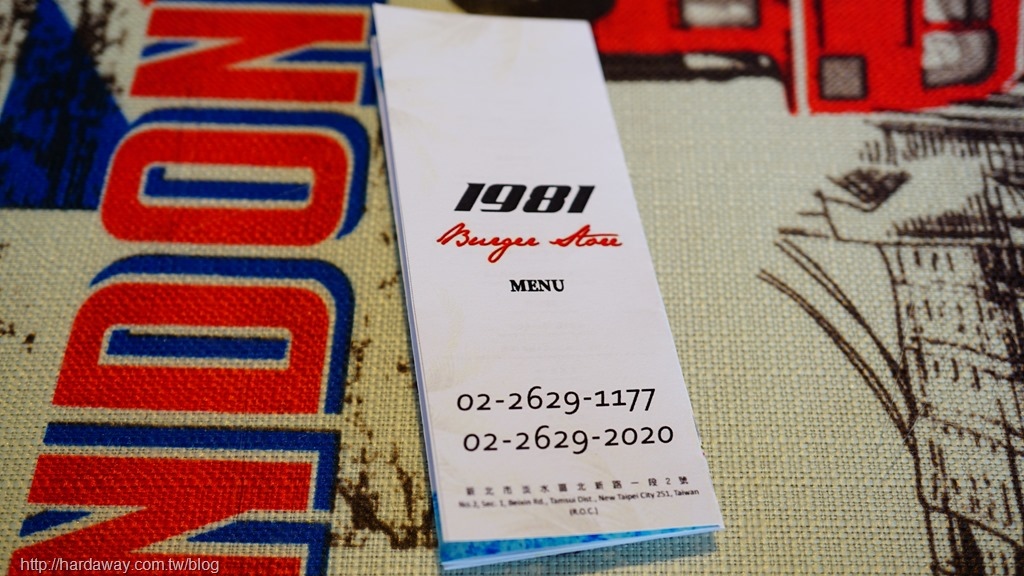 LONDON
1981
Burger Store
MENU
02-2629-1177
02-2629-2020
新北市淡水區北新路一段2號
No.2, Sec. 1, Beixin Rd., Tamsui Dist., New Taipei City 251, Taiwan
(R.O.C.)
http://hardaway.com.tw/blog